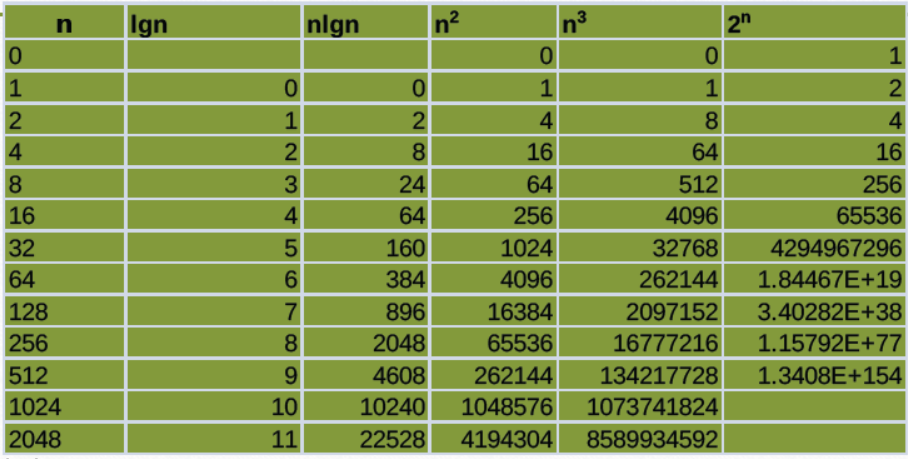 n lgn nlgn n² n³ 2ⁿ
0 0 0 1
1 0 0 1 1 2
2 1 2 4 8 4
4 2 8 16 64 16
8 3 24 64 512 256
16 4 64 256 4096 65536
32 5 160 1024 32768 4294967296
64 6 384 4096 262144 1.84467E+19
128 7 896 16384 2097152 3.40282E+38
256 8 2048 65536 16777216 1.15792E+77
512 9 4608 262144 134217728 1.3408E+154
1024 10 10240 1048576 1073741824
2048 11 22528 4194304 8589934592